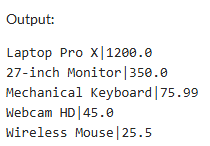 Output:
Laptop Pro X|1200.0
27-inch Monitor|350.0
Mechanical Keyboard|75.99
Webcam HD|45.0
Wireless Mouse|25.5